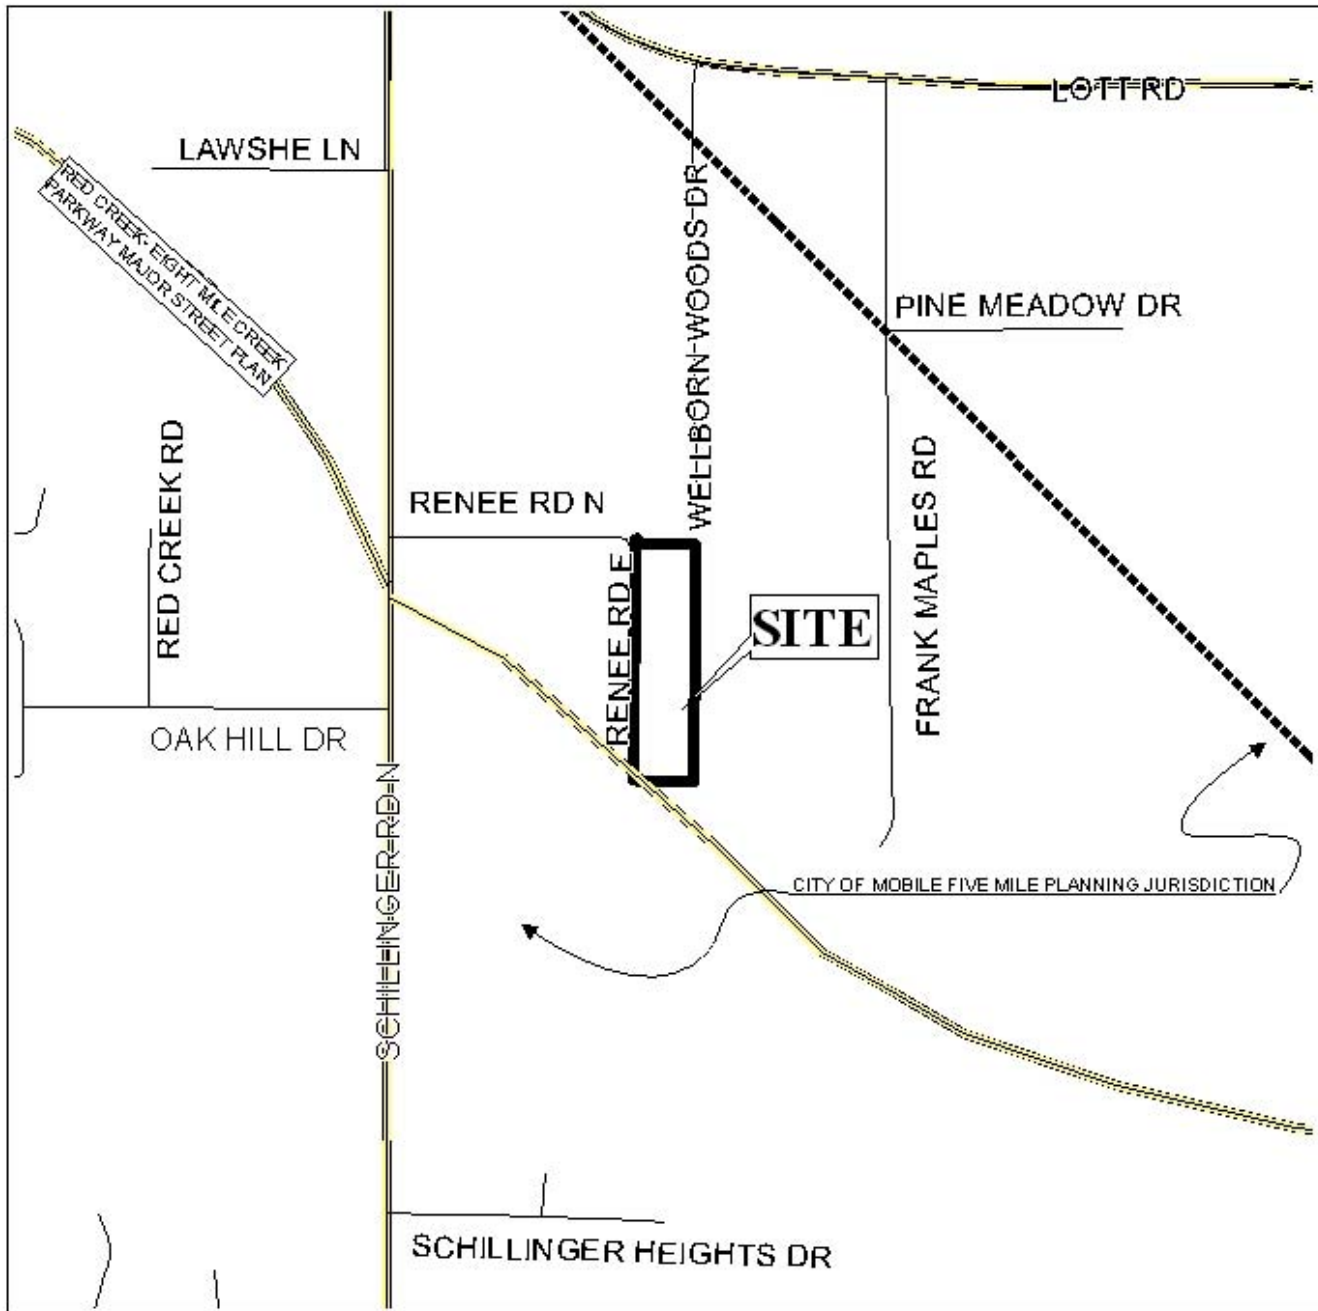 LOTT RD
LAWSHE LN
RED CREEK- EIGHT MILE CREEK
PARKWAY MAJOR STREET PLAN
WELLBORN WOODS DR
PINE MEADOW DR
RED CREEK RD
RENEE RD N
FRANK MAPLES RD
RENEE RD E
SITE
OAK HILL DR
SCHILLINGER RD N
CITY OF MOBILE FIVE MILE PLANNING JURISDICTION
SCHILLINGER HEIGHTS DR